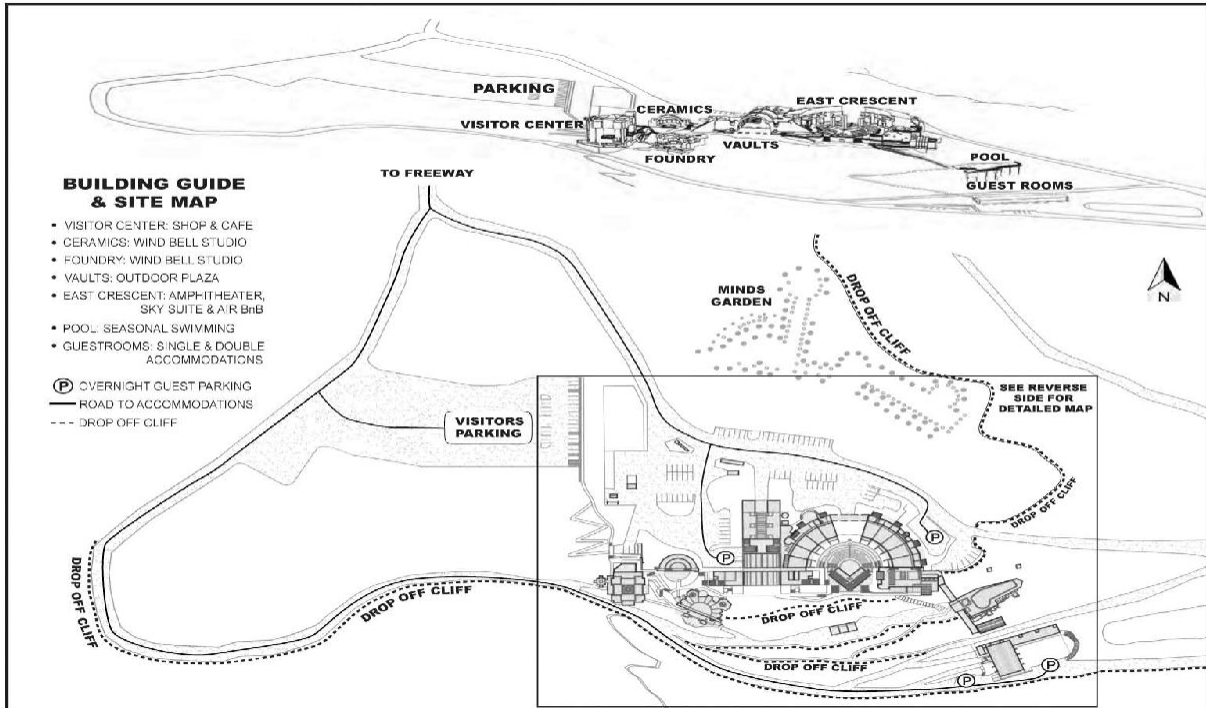 PARKING
VISITOR CENTER
CERAMICS
FOUNDRY
VAULTS
EAST CRESCENT
POOL
GUEST ROOMS
TO FREEWAY
BUILDING GUIDE
& SITE MAP
• VISITOR CENTER: SHOP & CAFE
• CERAMICS: WIND BELL STUDIO
• FOUNDRY: WIND BELL STUDIO
• VAULTS: OUTDOOR PLAZA
• EAST CRESCENT: AMPHITHEATER,
SKY SUITE & AIR BnB
• POOL: SEASONAL SWIMMING
• GUESTROOMS: SINGLE & DOUBLE
ACCOMMODATIONS
P OVERNIGHT GUEST PARKING
ROAD TO ACCOMMODATIONS
DROP OFF CLIFF
MINDS
GARDEN
DROP OFF CLIFF
N
SEE REVERSE
SIDE FOR
DETAILED MAP
VISITORS
PARKING
DROP OFF CLIFF
P
P
DROP OFF CLIFF
DROP OFF CLIFF
DROP OFF CLIFF
DROP OFF CLIFF
P
P